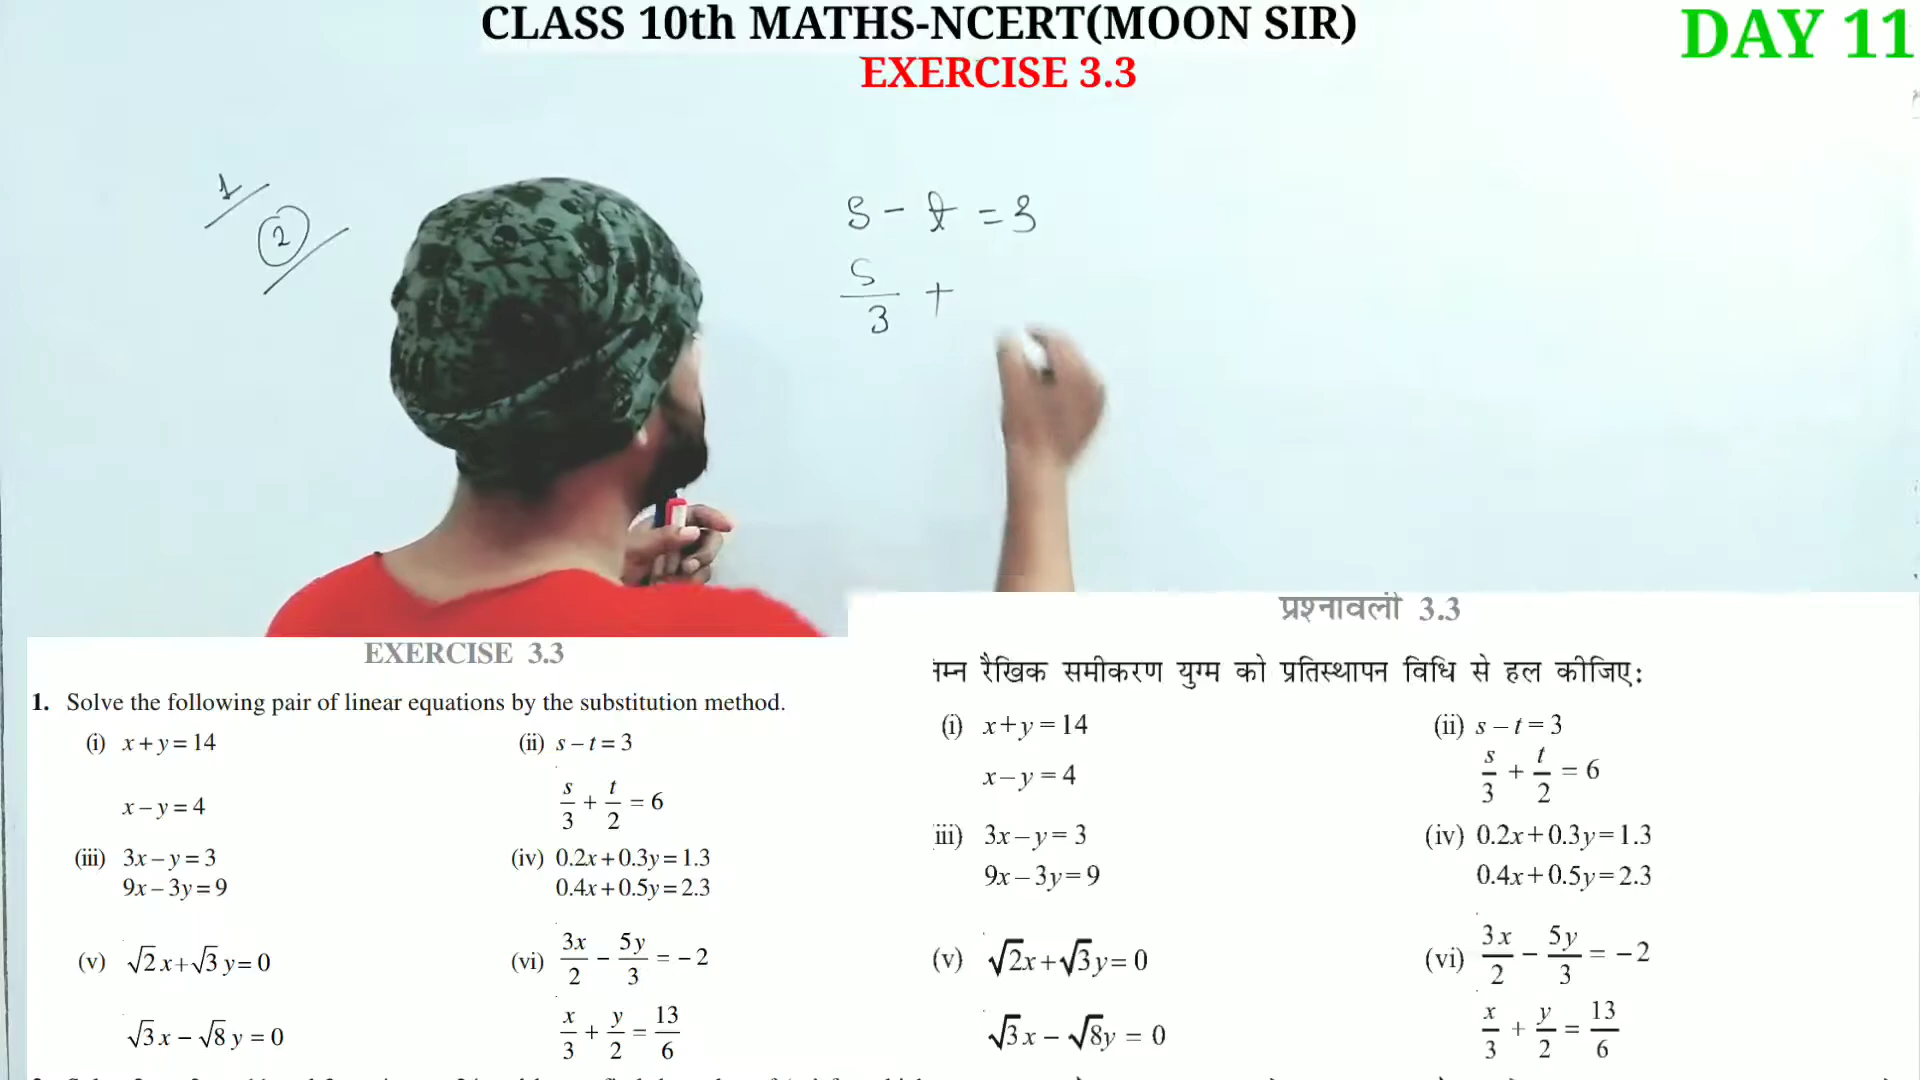 CLASS 10th MATHS-NCERT(MOON SIR)
DAY 11
EXERCISE 3.3
1
2
s - t = 3
s/3 +
EXERCISE 3.3
1. Solve the following pair of linear equations by the substitution method.
(i) x + y = 14
(ii) s – t = 3
x – y = 4
s/3 + t/2 = 6
(iii) 3x – y = 3
(iv) 0.2x + 0.3y = 1.3
9x – 3y = 9
0.4x + 0.5y = 2.3
(v) √2x + √3y = 0
(vi) 3x/2 – 5y/3 = – 2
√3x – √8y = 0
x/3 + y/2 = 13/6
प्रश्नावली 3.3
रैखिक समीकरण युग्म को प्रतिस्थापन विधि से हल कीजिए:
(i) x + y = 14
(ii) s – t = 3
x – y = 4
s/3 + t/2 = 6
iii) 3x – y = 3
(iv) 0.2x + 0.3y = 1.3
9x – 3y = 9
0.4x + 0.5y = 2.3
(v) √2x + √3y = 0
(vi) 3x/2 – 5y/3 = – 2
√3x – √8y = 0
x/3 + y/2 = 13/6